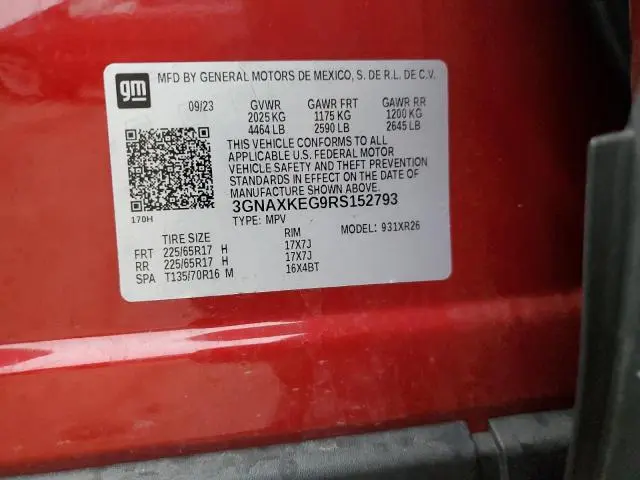 gm
MFD BY GENERAL MOTORS DE MEXICO, S. DE R.L. DE C.V.
09/23 GVWR GAWR FRT GAWR RR
2025 KG 1175 KG 1200 KG
4464 LB 2590 LB 2645 LB
THIS VEHICLE CONFORMS TO ALL
APPLICABLE U.S. FEDERAL MOTOR
VEHICLE SAFETY AND THEFT PREVENTION
STANDARDS IN EFFECT ON THE DATE OF
MANUFACTURE SHOWN ABOVE.
170H
3GNAXKEG9RS152793
TYPE: MPV MODEL: 931XR26
TIRE SIZE RIM
FRT 225/65R17 H 17X7J
RR 225/65R17 H 17X7J
SPA T135/70R16 M 16X4BT